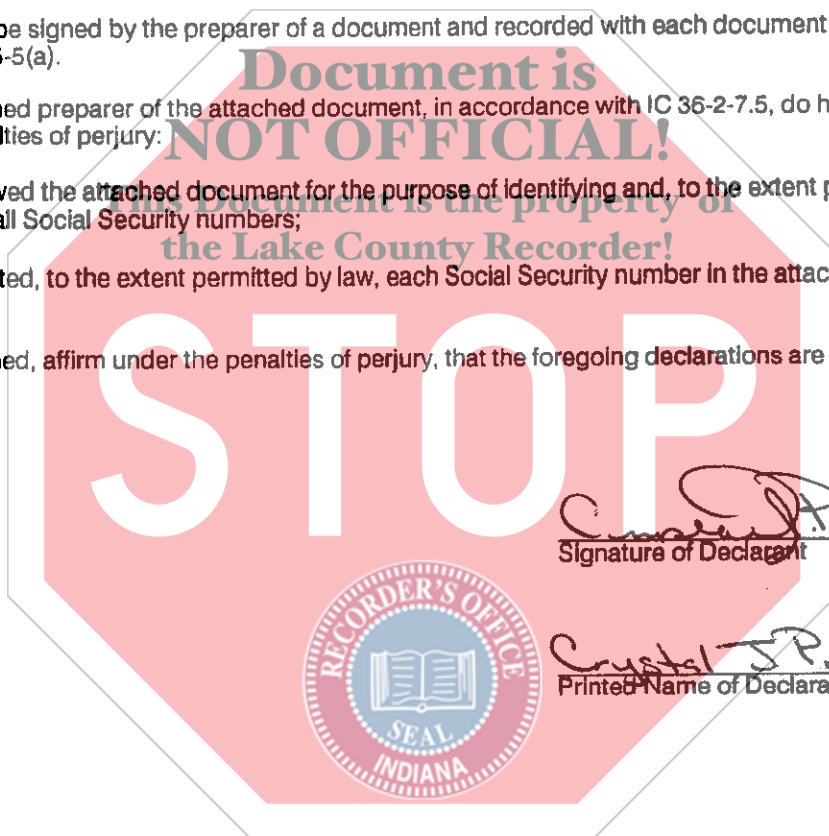 be signed by the preparer of a document and recorded with each document
5-5(a).
Document is
ned preparer of the attached document, in accordance with IC 36-2-7.5, do h
lties of perjury:
NOT OFFICIAL!
wed the attached document for the purpose of identifying and, to the extent p
This Document is the property of
all Social Security numbers;
the Lake County Recorder!
ted, to the extent permitted by law, each Social Security number in the attac
ned, affirm under the penalties of perjury, that the foregoing declarations are
STOP
Signature of Declarant
RECORDER'S OFFICE
SEAL
INDIANA
Crystal J P
Printed Name of Declara